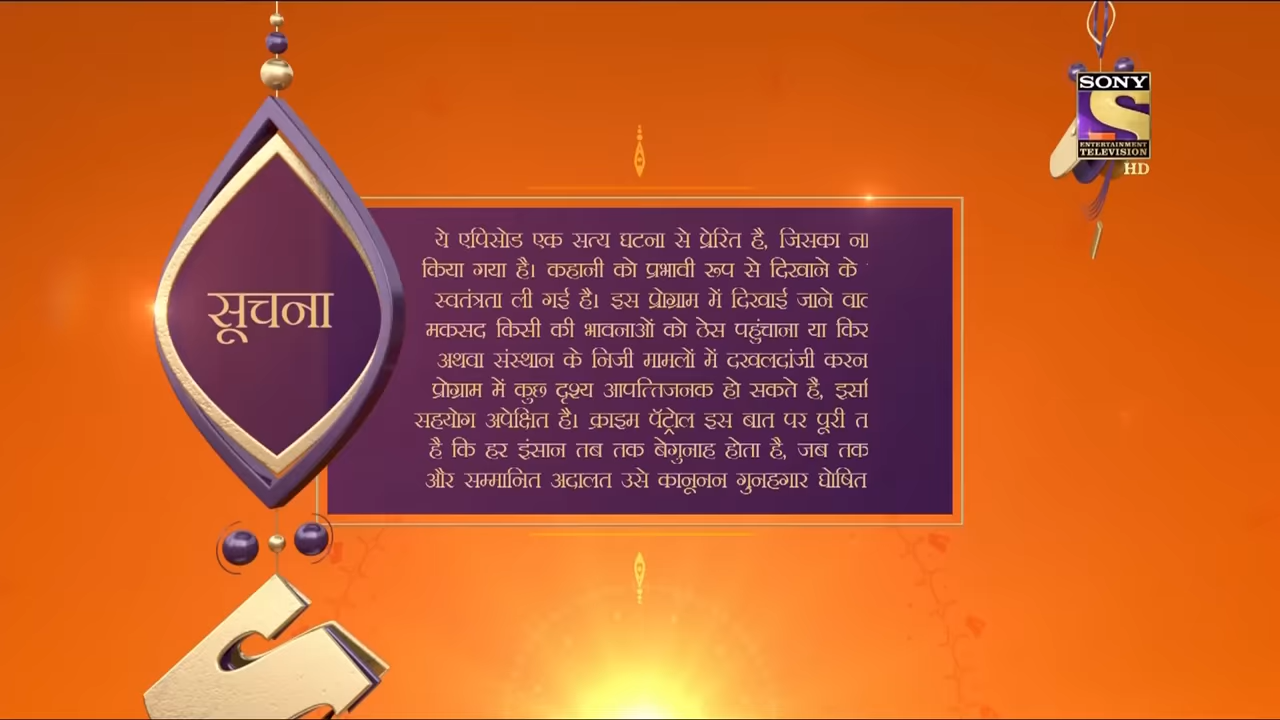 सूचना
ये एपिसोड एक सत्य घटना से प्रेरित है, जिसका
किया गया है। कहानी को प्रभावी रूप से दिखाने के
स्वतंत्रता ली गई है। इस प्रोग्राम में दिखाई जाने
मकसद किसी की भावनाओं को ठेस पहुंचाना या
अथवा संस्थान के निजी मामलों में दखलदांजी
प्रोग्राम में कुछ दृश्य आपत्तिजनक हो सकते है,
सहयोग अपेक्षित है। क्राइम पॅट्रोल इस बात पर पूरी
है कि हर इंसान तब तक बेगुनाह होता है, जब तक
और सम्मानित अदालत उसे कानूनन गुनहगार घोषित
SONY
ENTERTAINMENT
TELEVISION
HD